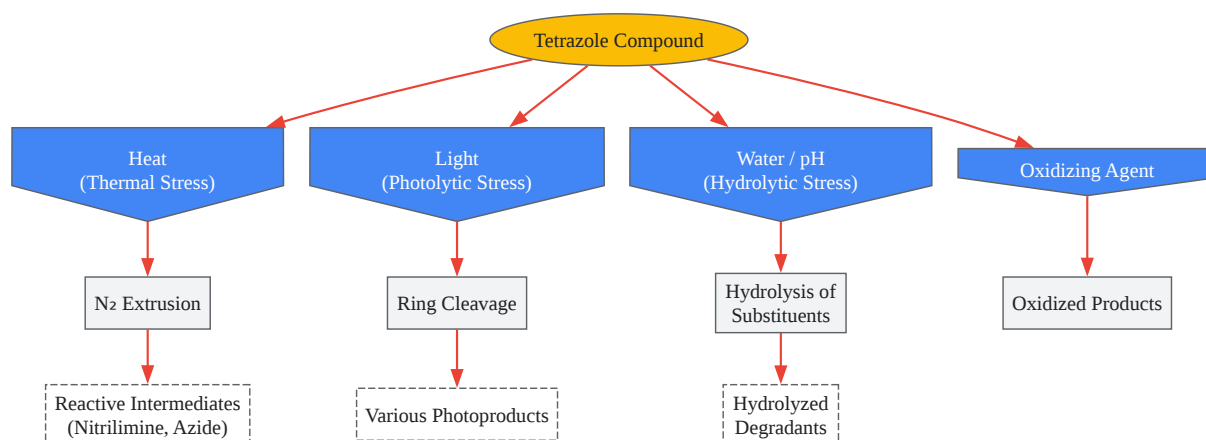 Tetrazole Compound
Heat
(Thermal Stress)
Light
(Photolytic Stress)
Water / pH
(Hydrolytic Stress)
Oxidizing Agent
N₂ Extrusion
Ring Cleavage
Hydrolysis of
Substituents
Oxidized Products
Reactive Intermediates
(Nitrilimine, Azide)
Various Photoproducts
Hydrolyzed
Degradants